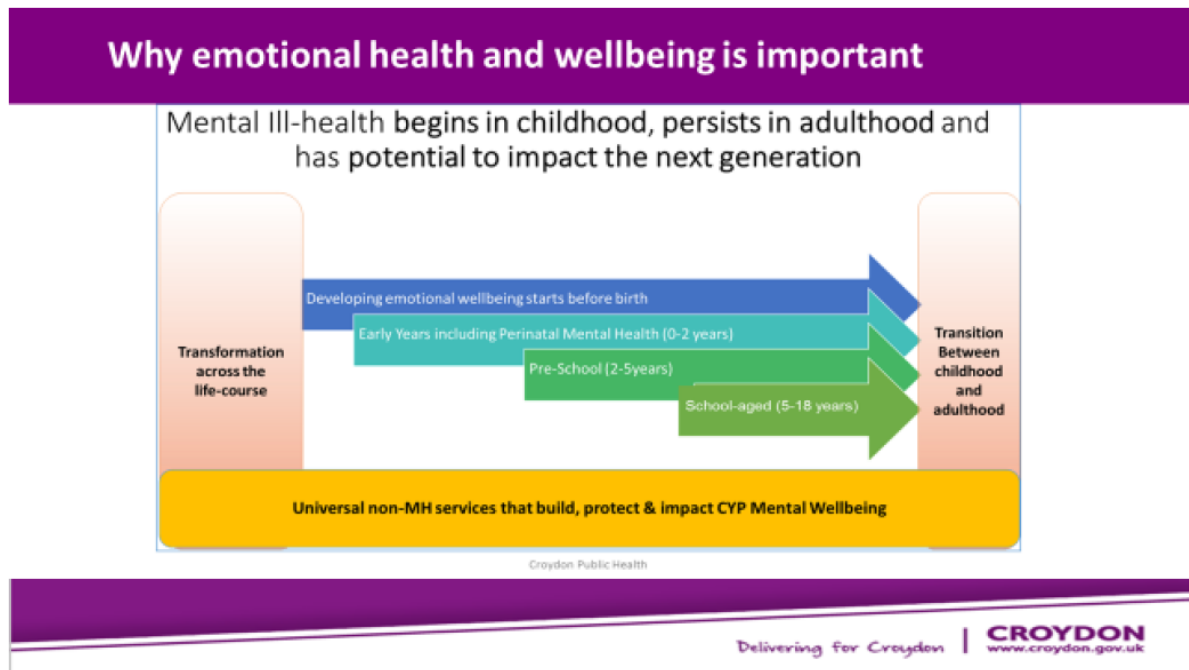 Why emotional health and wellbeing is important
Mental Ill-health begins in childhood, persists in adulthood and
has potential to impact the next generation
Transformation
across the
life-course
Developing emotional wellbeing starts before birth
Early Years including Perinatal Mental Health (0-2 years)
Pre-School (2-5years)
School-aged (5-18 years)
Transition
Between
childhood
and
adulthood
Universal non-MH services that build, protect & impact CYP Mental Wellbeing
Croydon Public Health
Delivering for Croydon
CROYDON
www.croydon.gov.uk